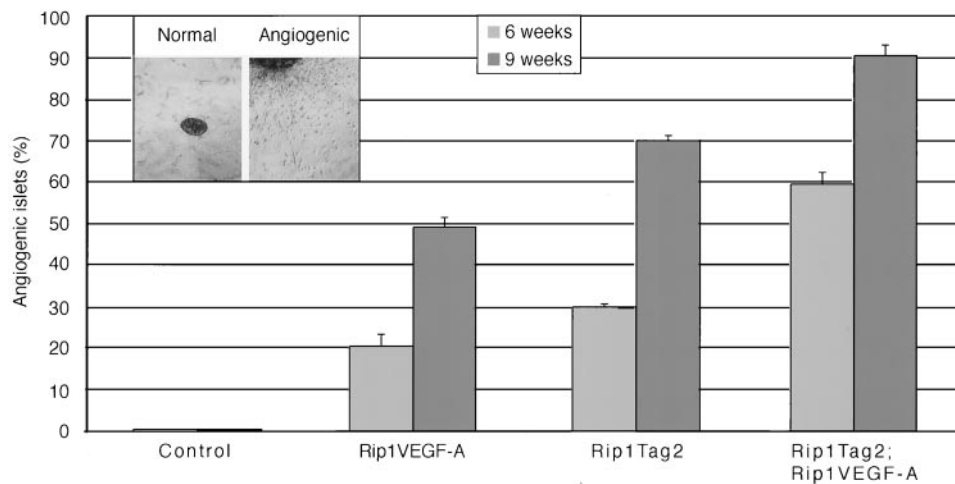 100
90
80
70
60
50
40
30
20
10
0
Angiogenic islets (%)
Normal Angiogenic
6 weeks
9 weeks
Control
Rip1VEGF-A
Rip1Tag2
Rip1Tag2;
Rip1VEGF-A